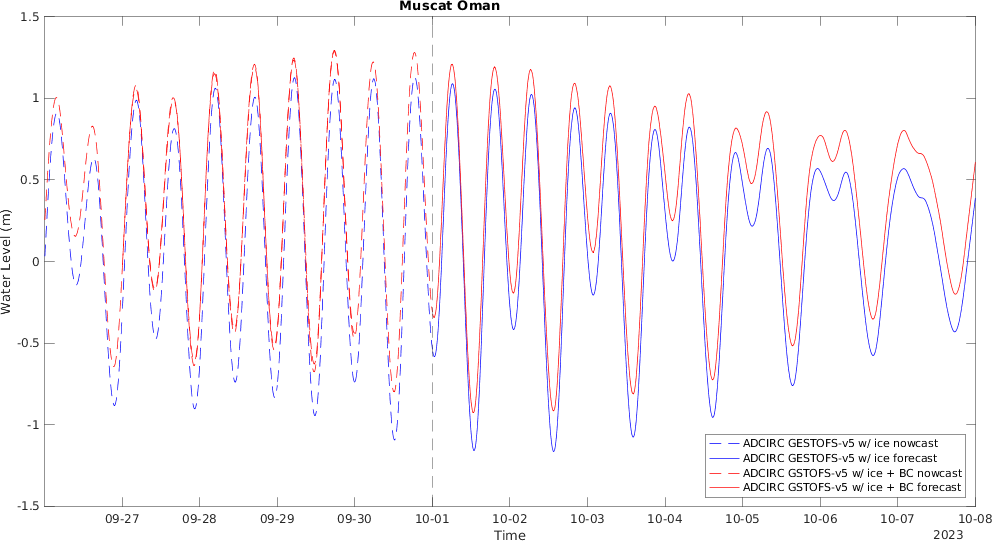 Muscat Oman
1.5
1
0.5
0
-0.5
-1
-1.5
Water Level (m)
09-27 09-28 09-29 09-30 10-01 10-02 10-03 10-04 10-05 10-06 10-07 10-08
Time
2023
ADCIRC GESTOFS-v5 w/ ice nowcast
ADCIRC GESTOFS-v5 w/ ice forecast
ADCIRC GSTOFS-v5 w/ ice + BC nowcast
ADCIRC GSTOFS-v5 w/ ice + BC forecast